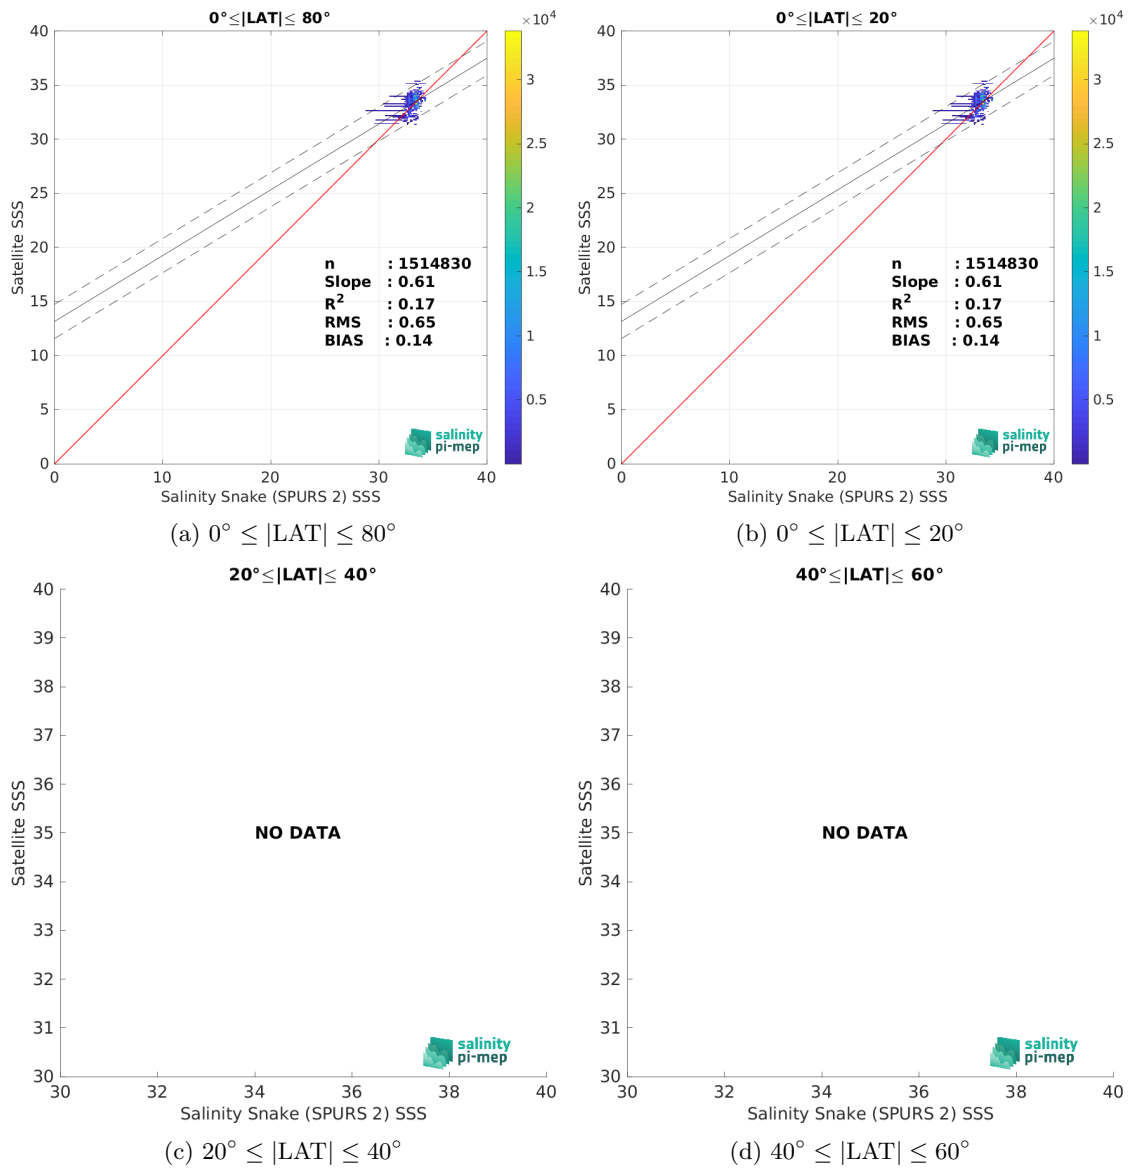 0°≤|LAT|≤ 80°
×10⁴
40
35
30
25
20
15
10
5
0
0
10
20
30
40
3
2.5
2
1.5
1
0.5
Satellite SSS
n : 1514830
Slope : 0.61
R² : 0.17
RMS : 0.65
BIAS : 0.14
salinity
pi-mep
Salinity Snake (SPURS 2) SSS
(a) 0° ≤ |LAT| ≤ 80°
0°≤|LAT|≤ 20°
×10⁴
40
35
30
25
20
15
10
5
0
0
10
20
30
40
3
2.5
2
1.5
1
0.5
Satellite SSS
n : 1514830
Slope : 0.61
R² : 0.17
RMS : 0.65
BIAS : 0.14
salinity
pi-mep
Salinity Snake (SPURS 2) SSS
(b) 0° ≤ |LAT| ≤ 20°
20°≤|LAT|≤ 40°
40
39
38
37
36
35
34
33
32
31
30
Satellite SSS
NO DATA
salinity
pi-mep
30
32
34
36
38
40
Salinity Snake (SPURS 2) SSS
(c) 20° ≤ |LAT| ≤ 40°
40°≤|LAT|≤ 60°
40
39
38
37
36
35
34
33
32
31
30
Satellite SSS
NO DATA
salinity
pi-mep
30
32
34
36
38
40
Salinity Snake (SPURS 2) SSS
(d) 40° ≤ |LAT| ≤ 60°